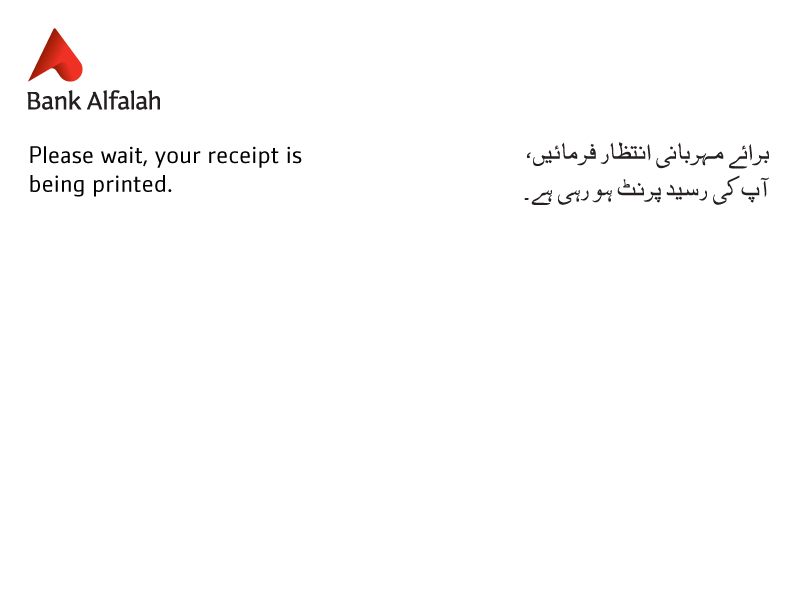 Bank Alfalah
Please wait, your receipt is
being printed.
برائے مہربانی انتظار فرمائیں،
آپ کی رسید پرنٹ ہو رہی ہے۔